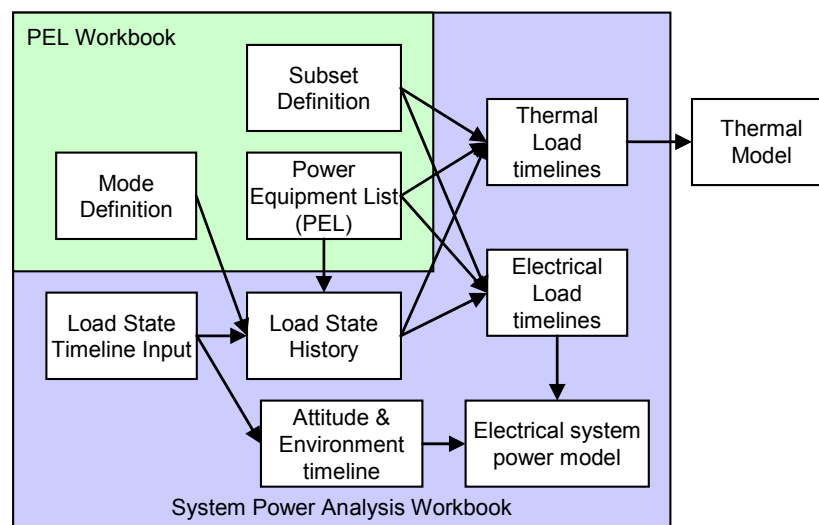 PEL Workbook
Subset
Definition
Thermal
Load
timelines
Thermal
Model
Mode
Definition
Power
Equipment List
(PEL)
Electrical
Load
timelines
Load State
Timeline Input
Load State
History
Attitude &
Environment
timeline
Electrical system
power model
System Power Analysis Workbook